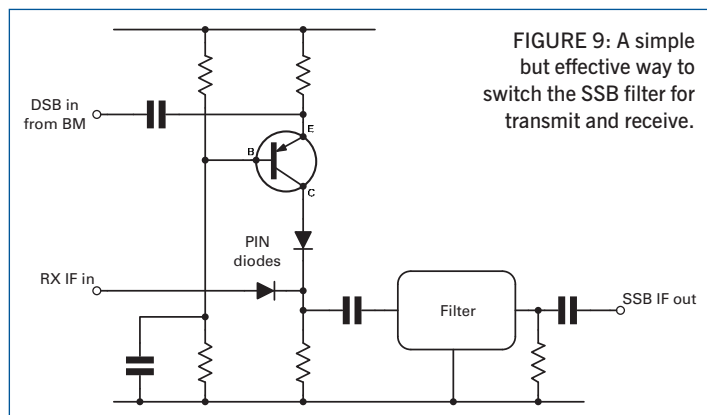 FIGURE 9: A simple
but effective way to
switch the SSB filter for
transmit and receive.
DSB in
from BM
E
B
C
PIN
diodes
RX IF in
Filter
SSB IF out